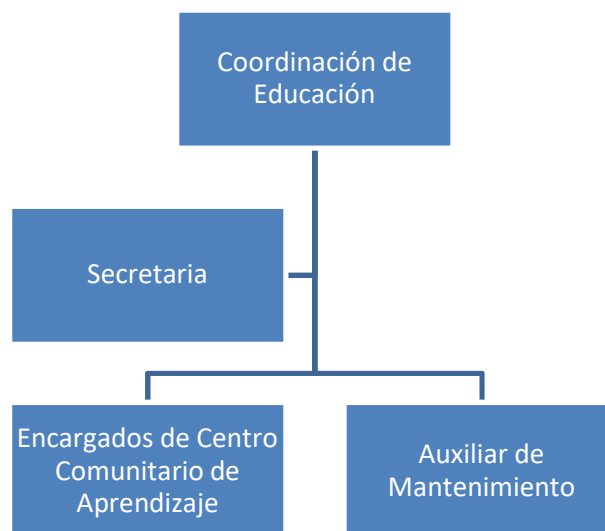 Coordinación de
Educación
Secretaria
Encargados de Centro
Comunitario de
Aprendizaje
Auxiliar de
Mantenimiento